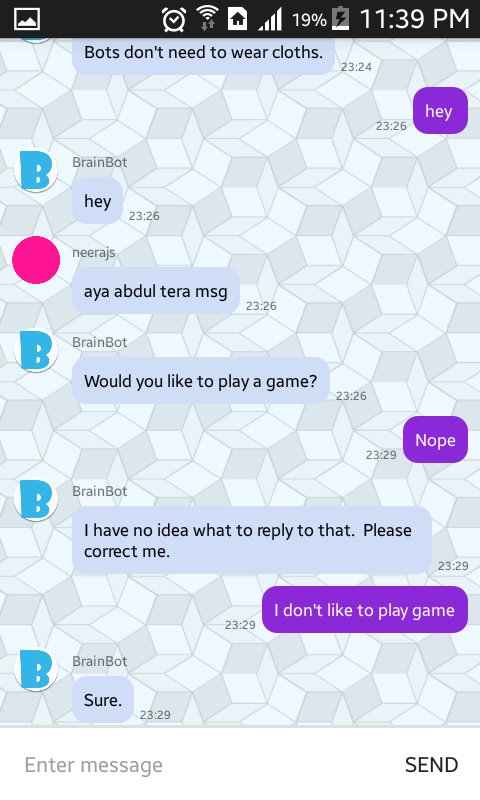 19% 11:39 PM
Bots don't need to wear cloths.
23:24
hey
23:26
BrainBot
hey
23:26
neerajs
aya abdul tera msg
23:26
BrainBot
Would you like to play a game?
23:26
Nope
23:29
BrainBot
I have no idea what to reply to that.  Please
correct me.
23:29
I don't like to play game
23:29
BrainBot
Sure.
23:29
Enter message SEND